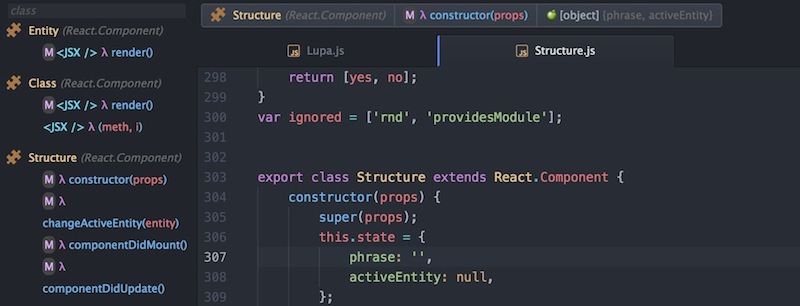 class
Entity (React.Component)
M <JSX /> λ render()
Class (React.Component)
M <JSX /> λ render()
<JSX /> λ (meth, i)
Structure (React.Component)
M λ constructor(props)
M λ
changeActiveEntity(entity)
M λ componentDidMount()
M λ
componentDidUpdate()
Structure (React.Component) M λ constructor(props) [object] {phrase, activeEntity}
JS Lupa.js JS Structure.js
298 return [yes, no];
299 }
300 var ignored = ['rnd', 'providesModule'];
301
302
303 export class Structure extends React.Component {
304 constructor(props) {
305 super(props);
306 this.state = {
307 phrase: '',
308 activeEntity: null,
309 };